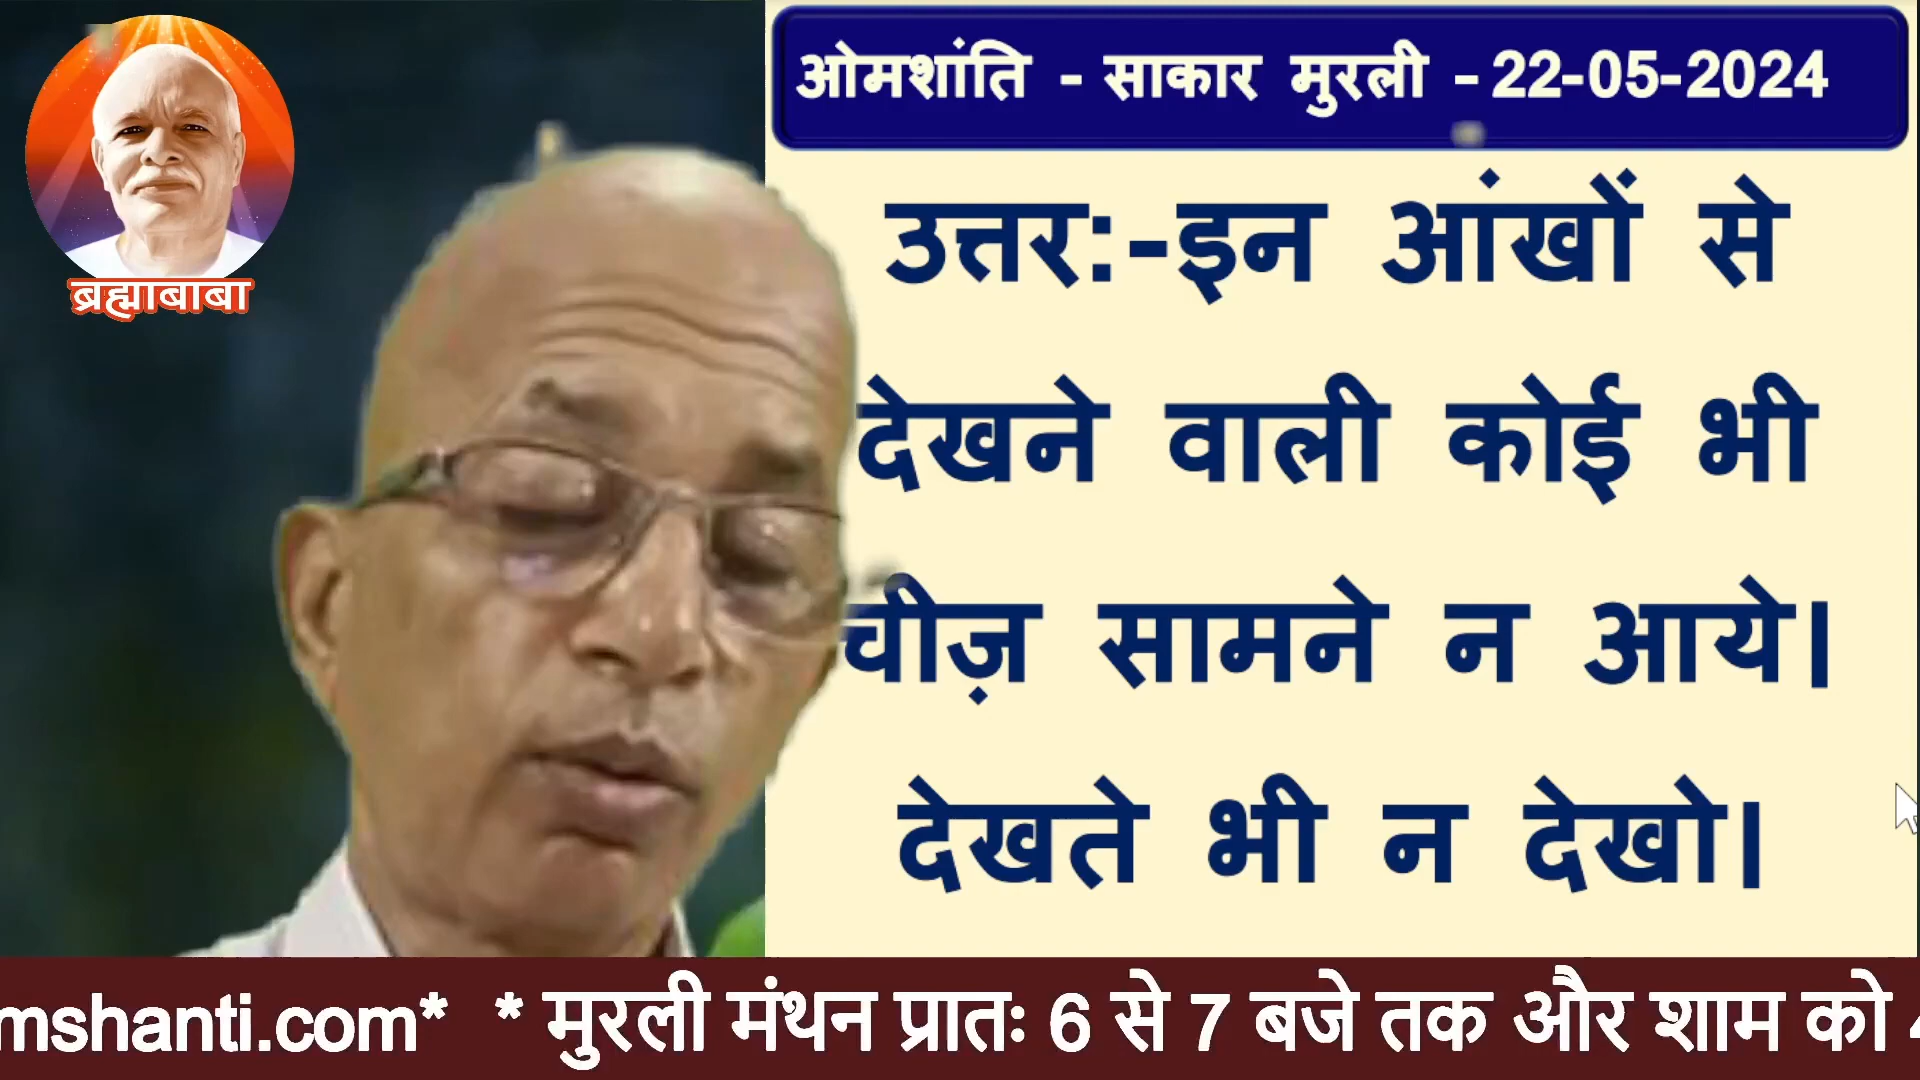 ब्रह्माबाबा
ओमशांति - साकार मुरली - 22-05-2024
उत्तर:-इन आंखों से
देखने वाली कोई भी
चीज़ सामने न आये।
देखते भी न देखो।
mshanti.com* * मुरली मंथन प्रातः 6 से 7 बजे तक और शाम को